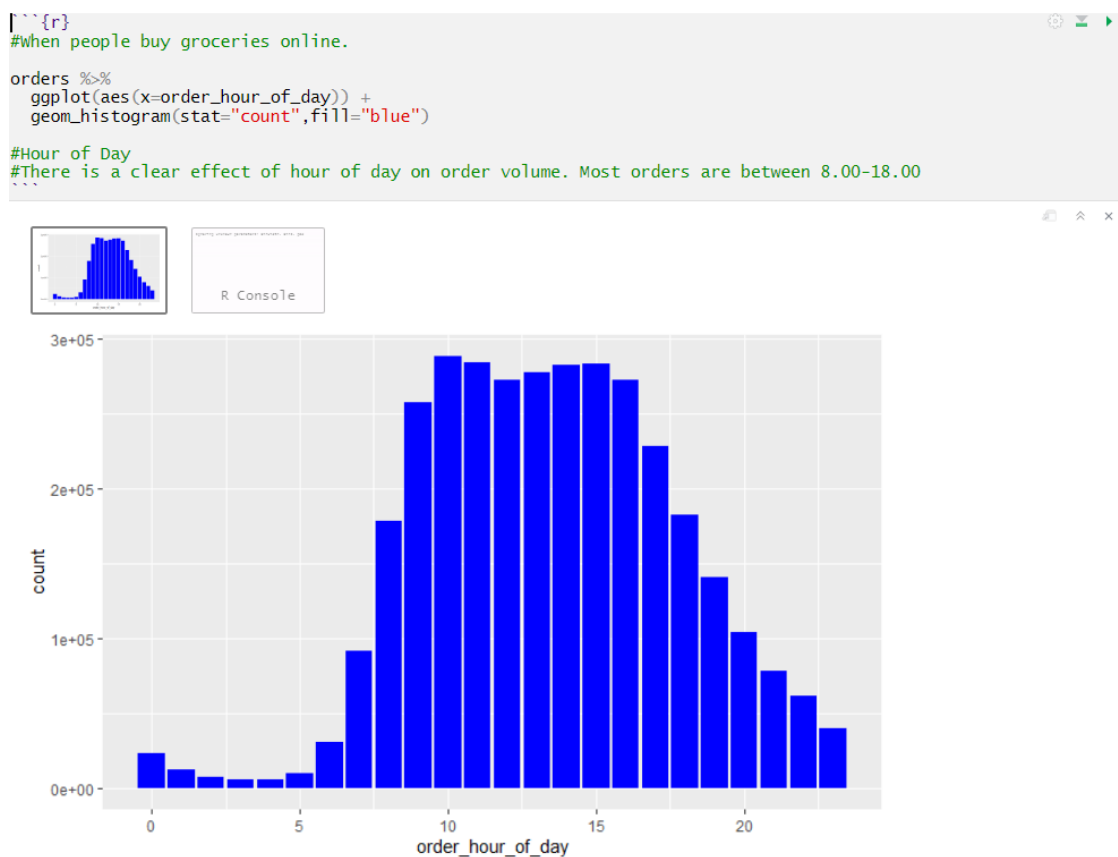 ```{r}
#When people buy groceries online.
orders %>%
ggplot(aes(x=order_hour_of_day)) +
geom_histogram(stat="count",fill="blue")
#Hour of Day
#There is a clear effect of hour of day on order volume. Most orders are between 8.00-18.00
```
R Console
3e+05
2e+05
1e+05
0e+00
count
0 5 10 15 20
order_hour_of_day